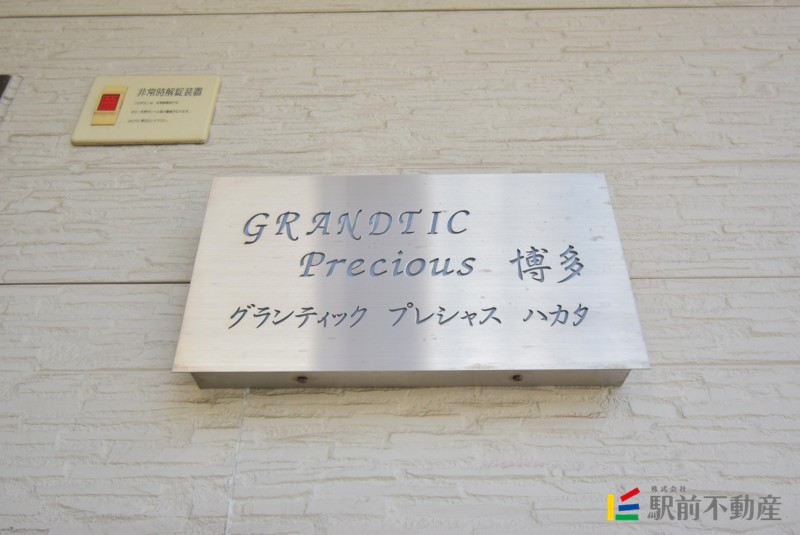 非常時解錠装置
GRANDTIC
Precious 博多
グランティック プレシャス ハカタ
株式会社
駅前不動産